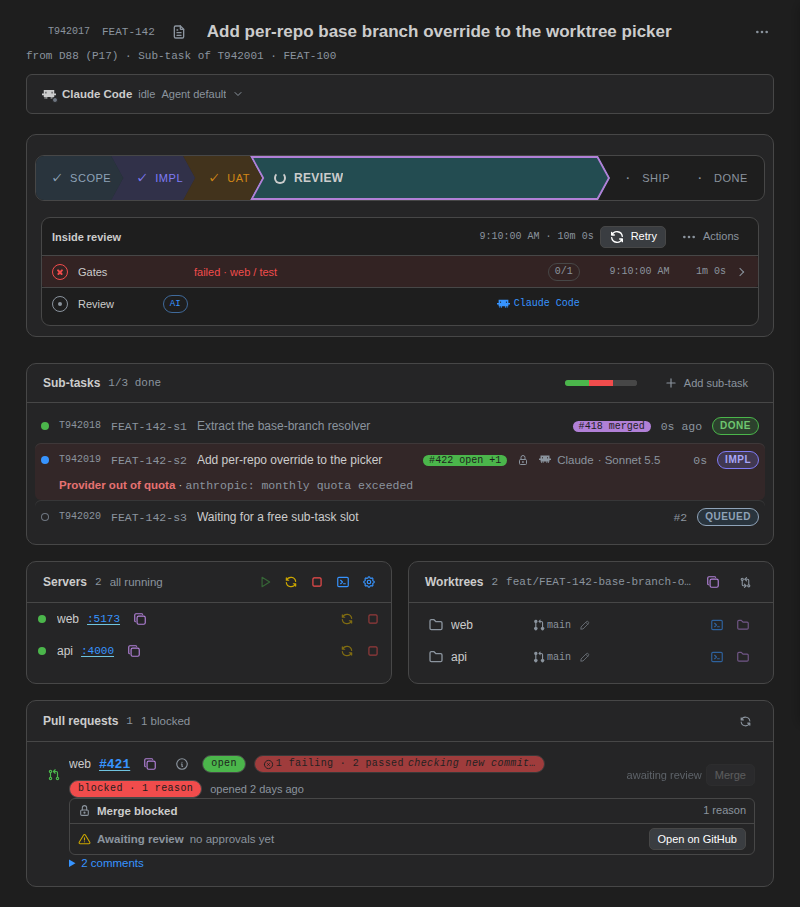 T942017 FEAT-142 Add per-repo base branch override to the worktree picker
from D88 (P17) · Sub-task of T942001 · FEAT-100
Claude Code idle Agent default
SCOPE IMPL UAT REVIEW SHIP DONE
Inside review 9:10:00 AM · 10m 0s Retry Actions
Gates failed · web / test 0/1 9:10:00 AM 1m 0s
Review AI Claude Code
Sub-tasks 1/3 done Add sub-task
T942018 FEAT-142-s1 Extract the base-branch resolver #418 merged 0s ago DONE
T942019 FEAT-142-s2 Add per-repo override to the picker #422 open +1 Claude · Sonnet 5.5 0s IMPL
Provider out of quota · anthropic: monthly quota exceeded
T942020 FEAT-142-s3 Waiting for a free sub-task slot #2 QUEUED
Servers 2 all running
web :5173
api :4000
Worktrees 2 feat/FEAT-142-base-branch-o…
web main
api main
Pull requests 1 1 blocked
web #421 open 1 failing · 2 passed checking new commit…
blocked · 1 reason opened 2 days ago
awaiting review Merge
Merge blocked 1 reason
Awaiting review no approvals yet Open on GitHub
2 comments